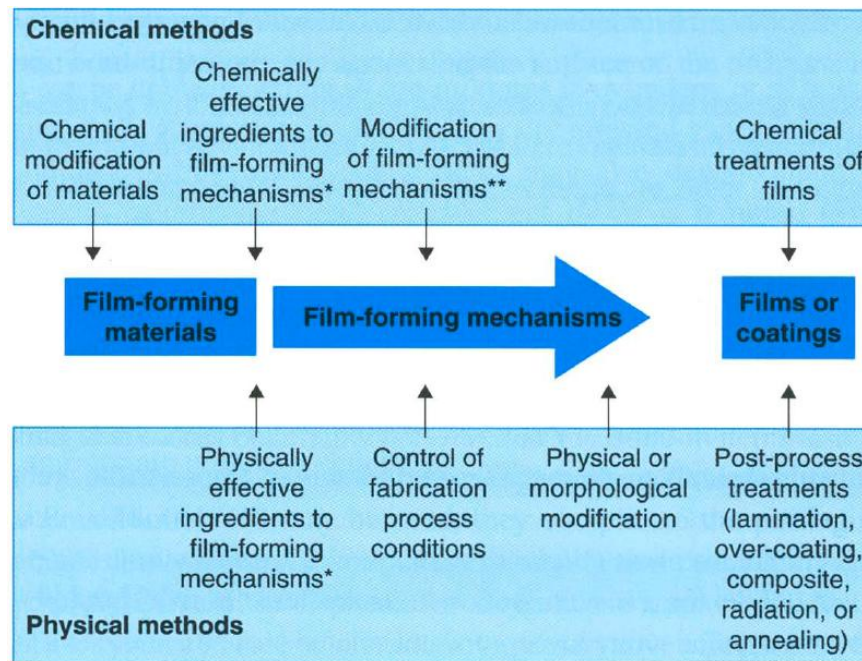 Chemical methods
Chemical
modification
of materials
Chemically
effective
ingredients to
film-forming
mechanisms*
Modification
of film-forming
mechanisms**
Chemical
treatments of
films
Film-forming
materials
Film-forming mechanisms
Films or
coatings
Physically
effective
ingredients to
film-forming
mechanisms*
Control of
fabrication
process
conditions
Physical or
morphological
modification
Post-process
treatments
(lamination,
over-coating,
composite,
radiation, or
annealing)
Physical methods